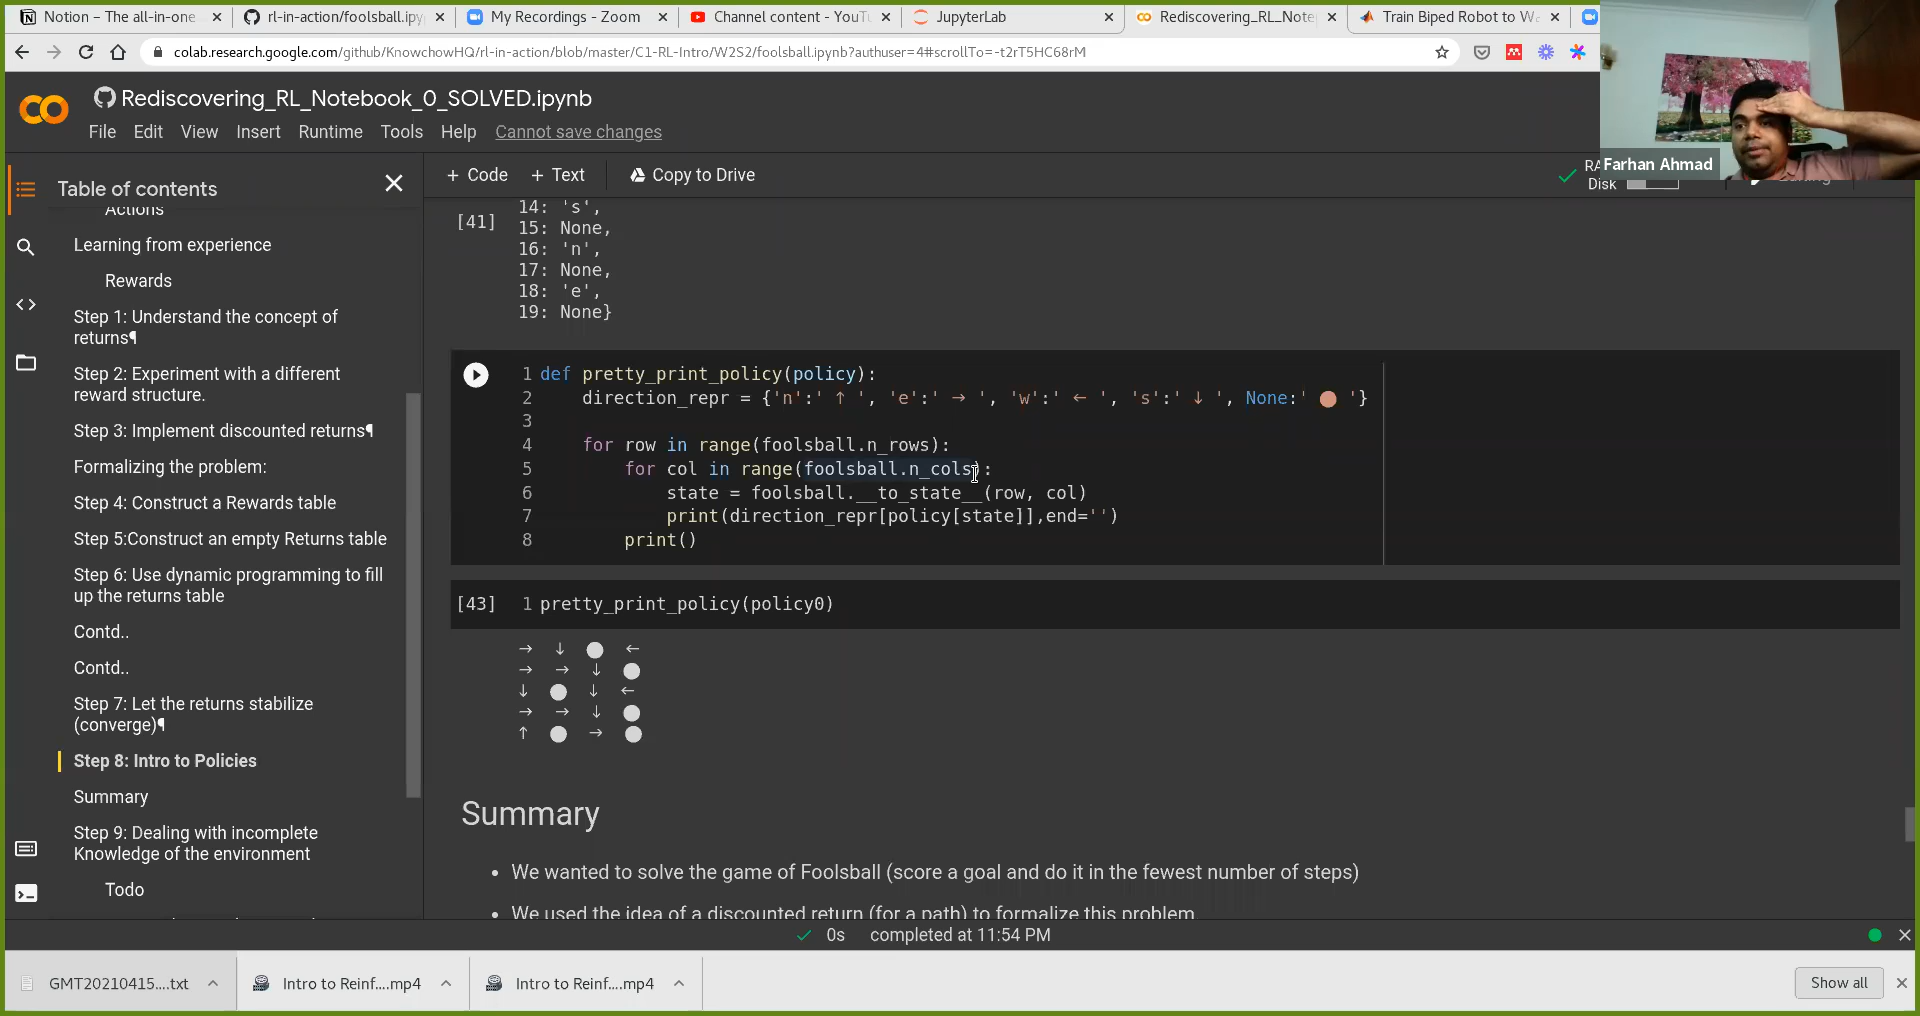 Notion – The all-in-one
rl-in-action/foolsball.ipy
My Recordings - Zoom
Channel content - YouTu
JupyterLab
Rediscovering_RL_Note
Train Biped Robot to Wa
colab.research.google.com/github/KnowchowHQ/rl-in-action/blob/master/C1-RL-Intro/W2S2/foolsball.ipynb?authuser=4#scrollTo=-t2rT5HC68rM
Rediscovering_RL_Notebook_0_SOLVED.ipynb
File Edit View Insert Runtime Tools Help Cannot save changes
Farhan Ahmad
Table of contents
+ Code + Text Copy to Drive
RA
Disk
Actions
Learning from experience
Rewards
Step 1: Understand the concept of
returns¶
Step 2: Experiment with a different
reward structure.
Step 3: Implement discounted returns¶
Formalizing the problem:
Step 4: Construct a Rewards table
Step 5:Construct an empty Returns table
Step 6: Use dynamic programming to fill
up the returns table
Contd..
Contd..
Step 7: Let the returns stabilize
(converge)¶
Step 8: Intro to Policies
Summary
Step 9: Dealing with incomplete
Knowledge of the environment
Todo
14: 's',
[41]
15: None,
16: 'n',
17: None,
18: 'e',
19: None}
1 def pretty_print_policy(policy):
2 direction_repr = {'n':' ↑ ', 'e':' → ', 'w':' ← ', 's':' ↓ ', None:' ⬤ '}
3
4 for row in range(foolsball.n_rows):
5 for col in range(foolsball.n_cols):
6 state = foolsball.__to_state__(row, col)
7 print(direction_repr[policy[state]],end='')
8 print()
[43] 1 pretty_print_policy(policy0)
→ ↓ ⬤ ←
→ → ↓ ⬤
↓ ⬤ ↓ ←
→ → ↓ ⬤
↑ ⬤ → ⬤
Summary
• We wanted to solve the game of Foolsball (score a goal and do it in the fewest number of steps)
• We used the idea of a discounted return (for a path) to formalize this problem
0s completed at 11:54 PM
GMT20210415....txt
Intro to Reinf....mp4
Intro to Reinf....mp4
Show all